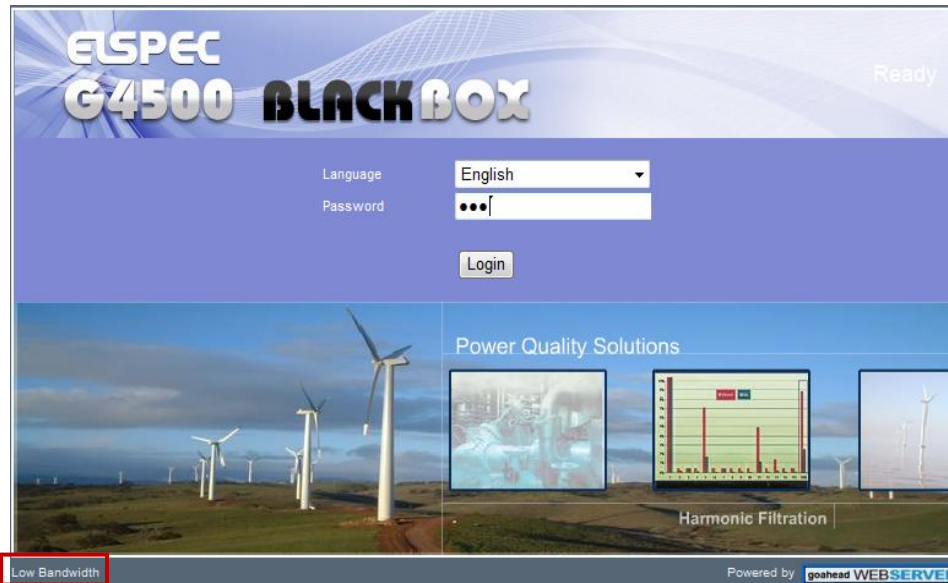 ELSPEC
G4500 BLACKBOX
Ready
Language English
Password •••
Login
Power Quality Solutions
Harmonic Filtration
Low Bandwidth
Powered by goahead WEBSERVE